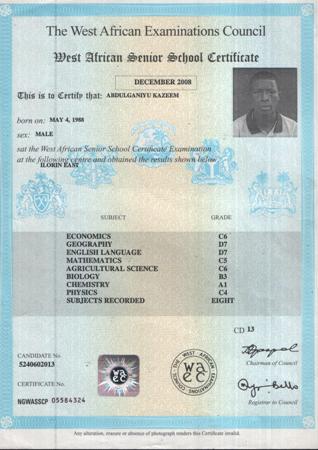 The West African Examinations Council
West African Senior School Certificate
DECEMBER 2008
This is to Certify that: ABDULGANIYU KAZEEM
born on: MAY 4, 1988
sex: MALE
sat the West African Senior School Certificate Examination
at the following centre and obtained the results shown below
ILORIN EAST
SUBJECT GRADE
ECONOMICS C6
GEOGRAPHY D7
ENGLISH LANGUAGE D7
MATHEMATICS C5
AGRICULTURAL SCIENCE C6
BIOLOGY B3
CHEMISTRY A1
PHYSICS C4
SUBJECTS RECORDED EIGHT
CD 13
CANDIDATE No
5240602013
THE WEST AFRICAN EXAMINATIONS COUNCIL
waec
Chairman of Council
CERTIFICATE No.
NGWASSCP 05584324
Registrar to Council
Any alteration, erasure or absence of photograph renders this Certificate invalid.